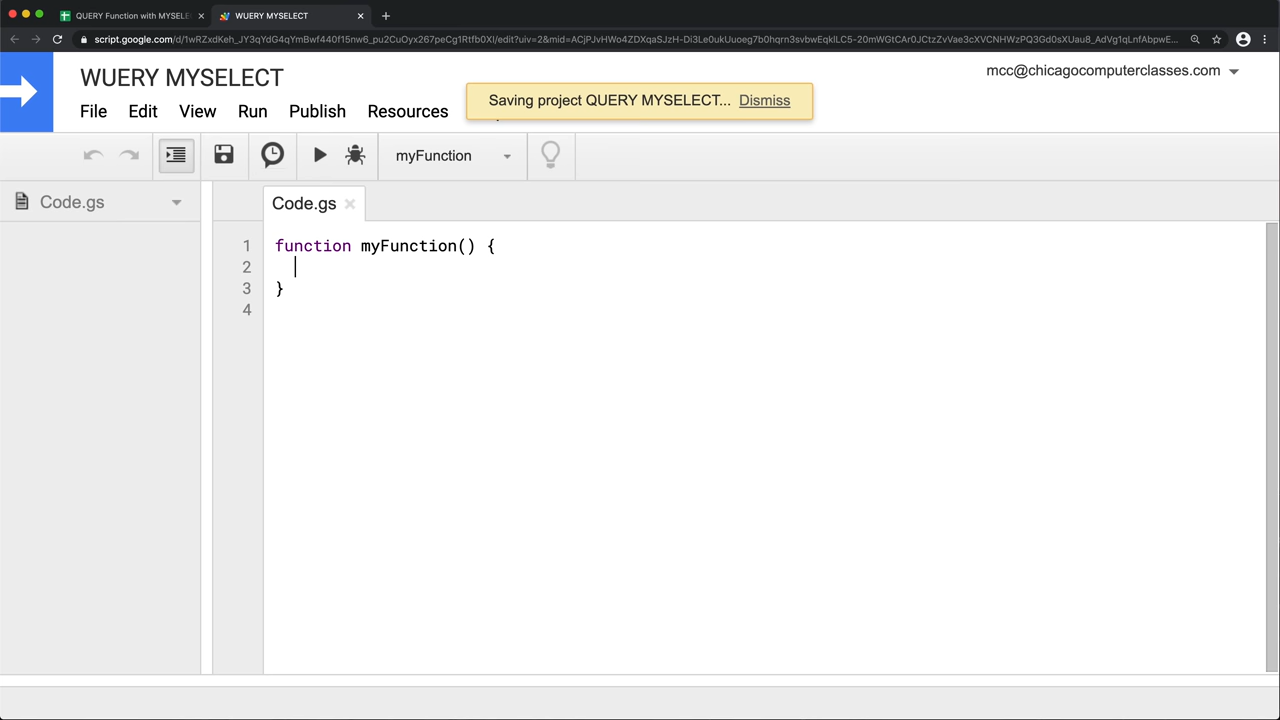 QUERY Function with MYSELE
WUERY MYSELECT
WUERY MYSELECT
mcc@chicagocomputerclasses.com
Saving project QUERY MYSELECT... Dismiss
File Edit View Run Publish Resources
myFunction
Code.gs
Code.gs
1 function myFunction() {
2
3 }
4